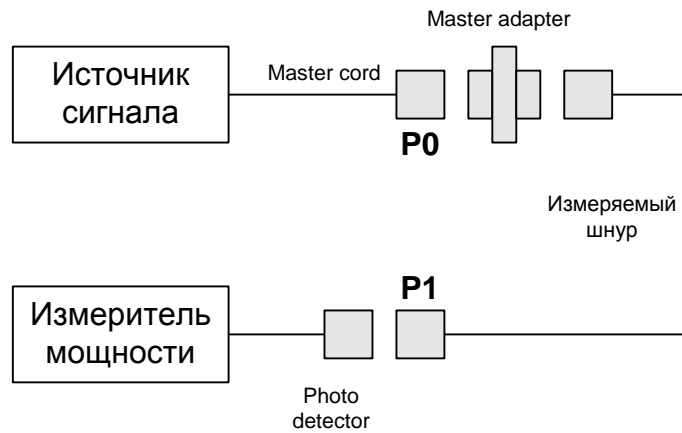 Master adapter
Источник
сигнала
Master cord
P0
Измеряемый
шнур
P1
Измеритель
мощности
Photo
detector